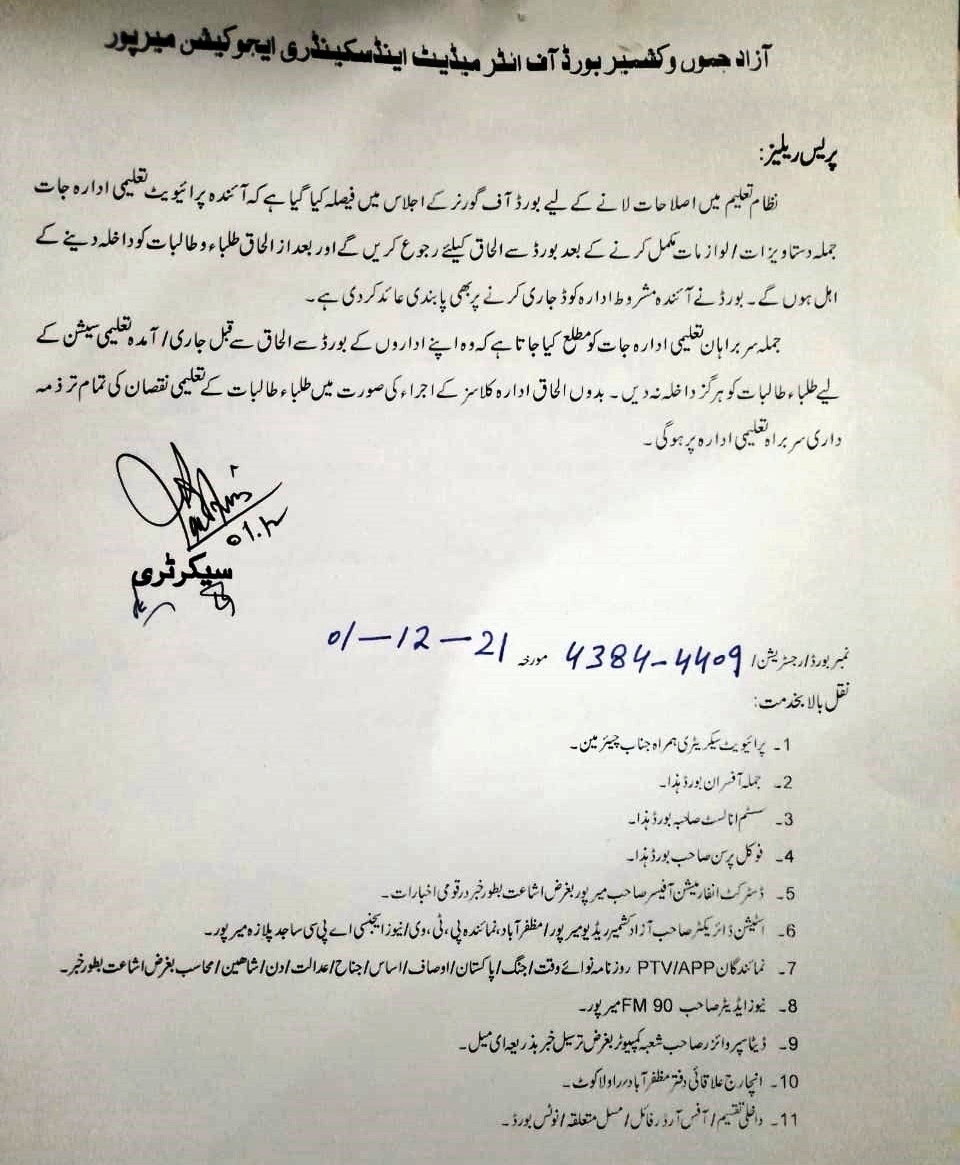 آزاد جموں و کشمیر بورڈ آف انٹر میڈیٹ اینڈ سکینڈری ایجوکیشن میرپور
پریس ریلیز:
نظام تعلیم میں اصلاحات لانے کے لیے بورڈ آف گورنر کے اجلاس میں فیصلہ کیا گیا ہے کہ آئندہ پرائیویٹ تعلیمی ادارہ جات
جملہ دستاویزات/لوازمات مکمل کرنے کے بعد بورڈ سے الحاق کیلئے رجوع کریں گے اور بعد از الحاق طلباء و طالبات کو داخلہ دینے کے
اہل ہوں گے۔ بورڈ نے آئندہ مشروط ادارہ کوڈ جاری کرنے پر بھی پابندی عائد کر دی ہے۔
جملہ سربراہان تعلیمی ادارہ جات کو مطلع کیا جاتا ہے کہ وہ اپنے اداروں کے بورڈ سے الحاق سے قبل جاری/آمدہ تعلیمی سیشن کے
لیے طلباء طالبات کو ہرگز داخلہ نہ دیں۔ بدوں الحاق ادارہ کلاسز کے اجراء کی صورت میں طلباء طالبات کے تعلیمی نقصان کی تمام تر ذمہ
داری سربراہ تعلیمی ادارہ پر ہوگی۔
01.12
سیکرٹری
نمبر بورڈ/رجسٹریشن/ 4384-4409 مورخہ 01-12-21
نقل بالا بخدمت:
1۔ پرائیویٹ سیکریٹری ہمراہ جناب چیئرمین۔
2۔ جملہ آفسران بورڈ ہذا۔
3۔ سسٹم انالسٹ صاحبہ بورڈ ہذا۔
4۔ فوکل پرسن صاحب بورڈ ہذا۔
5۔ ڈسٹرکٹ انفارمیشن آفیسر صاحب میرپور بغرض اشاعت بطور خبر در قومی اخبارات۔
6۔ اسٹیشن ڈائریکٹر صاحب آزاد کشمیر ریڈیو میرپور/مظفرآباد، نمائندہ پی، ٹی، وی/نیوز ایجنسی اے پی سی ساجد پلازہ میرپور۔
7۔ نمائندگان PTV/APP روزنامہ نوائے وقت/جنگ/پاکستان/اوصاف/اساس/جناح/عدالت/دن/شاھین/محاسب بغرض اشاعت بطور خبر۔
8۔ نیوز ایڈیٹر صاحب FM 90 میرپور۔
9۔ ڈیٹا سپروائزر صاحب شعبہ کمپیوٹر بغرض ترسیل خبر بذریعہ ای میل۔
10۔ انچارج علاقائی دفتر مظفرآباد/راولاکوٹ۔
11۔ داخلی تقسیم/آفس آرڈر فائل/مسل متعلقہ/نوٹس بورڈ۔